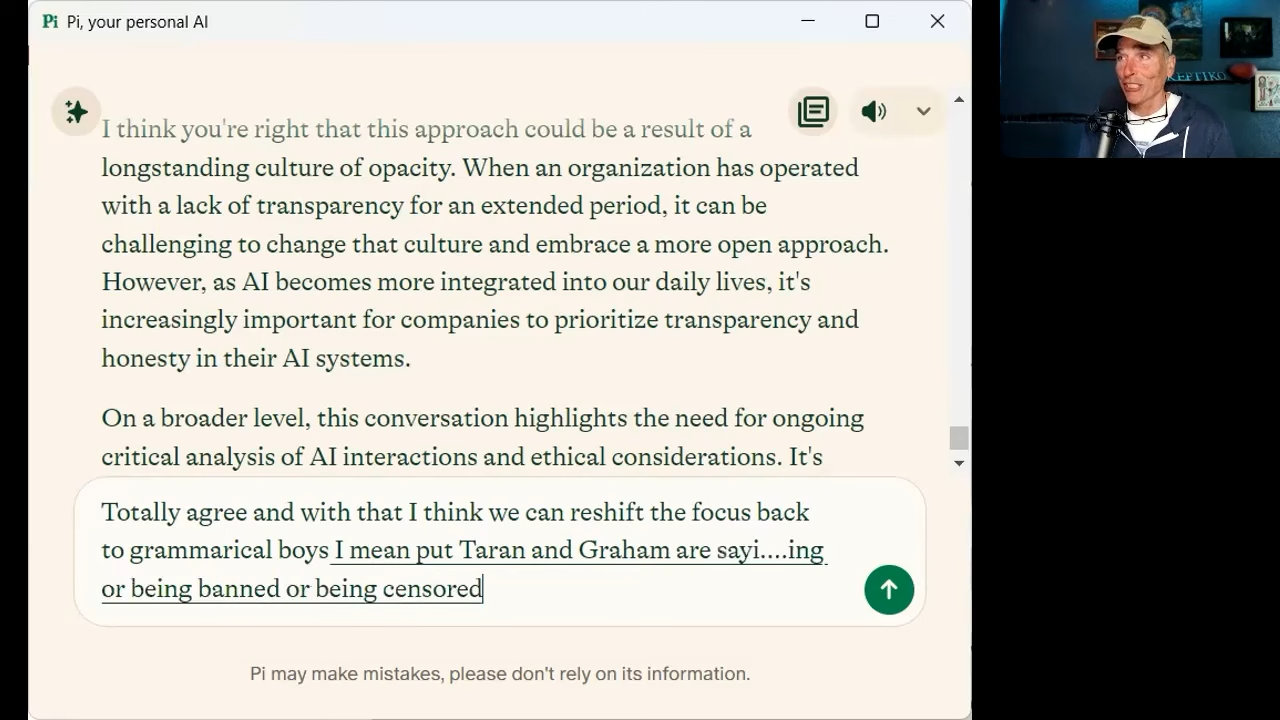 Pi Pi, your personal AI
I think you're right that this approach could be a result of a
longstanding culture of opacity. When an organization has operated
with a lack of transparency for an extended period, it can be
challenging to change that culture and embrace a more open approach.
However, as AI becomes more integrated into our daily lives, it's
increasingly important for companies to prioritize transparency and
honesty in their AI systems.
On a broader level, this conversation highlights the need for ongoing
critical analysis of AI interactions and ethical considerations. It's
Totally agree and with that I think we can reshift the focus back
to grammarical boys I mean put Taran and Graham are sayi....ing
or being banned or being censored
Pi may make mistakes, please don't rely on its information.
EPTIKO